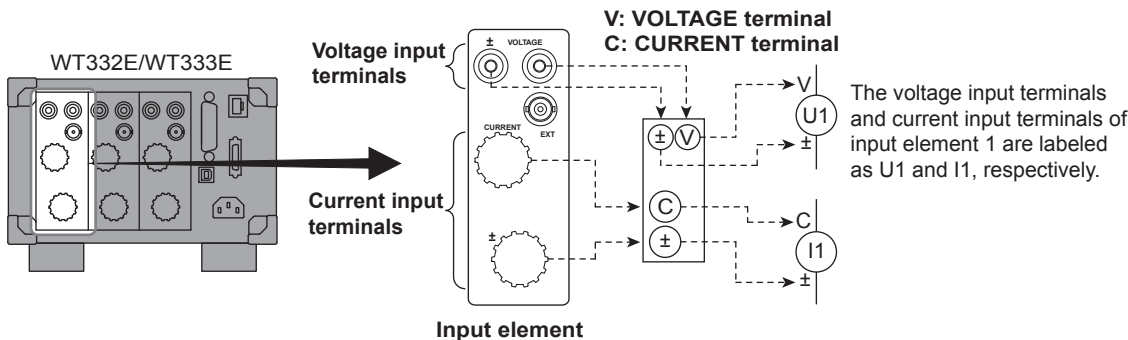 V: VOLTAGE terminal
C: CURRENT terminal
WT332E/WT333E
Voltage input
terminals
± VOLTAGE
CURRENT
EXT
±
Current input
terminals
Input element
± V
C
±
V
U1
±
C
I1
±
The voltage input terminals
and current input terminals of
input element 1 are labeled
as U1 and I1, respectively.